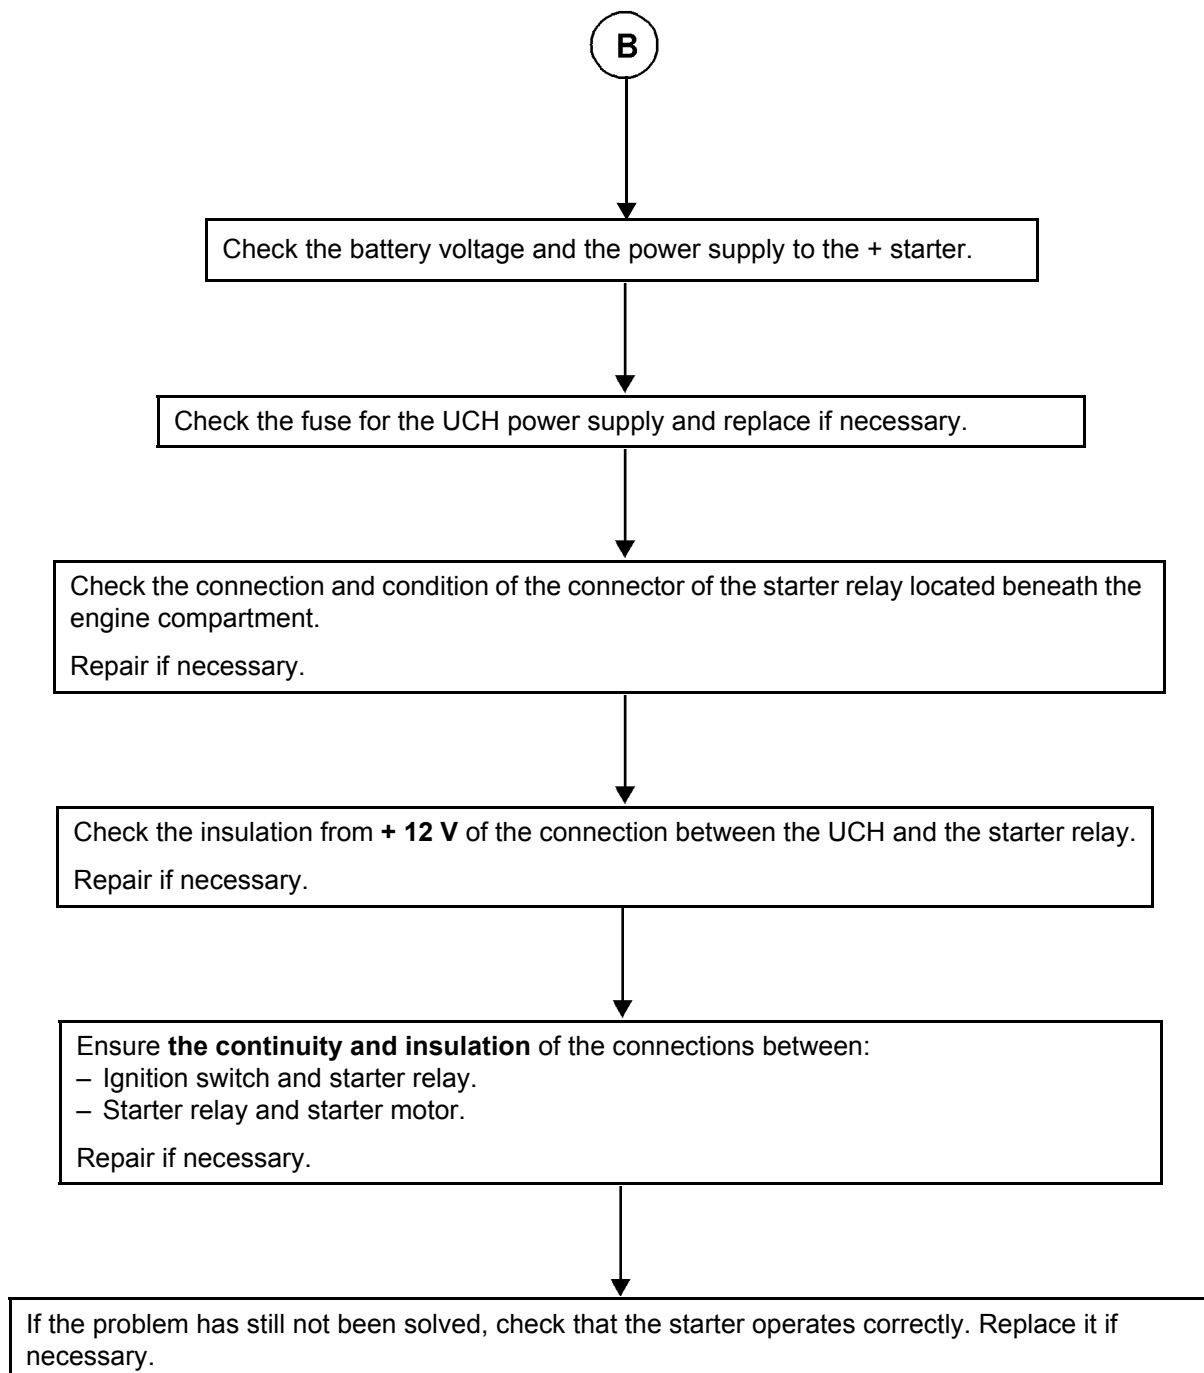 B
Check the battery voltage and the power supply to the + starter.
Check the fuse for the UCH power supply and replace if necessary.
Check the connection and condition of the connector of the starter relay located beneath the
engine compartment.
Repair if necessary.
Check the insulation from + 12 V of the connection between the UCH and the starter relay.
Repair if necessary.
Ensure the continuity and insulation of the connections between:
– Ignition switch and starter relay.
– Starter relay and starter motor.
Repair if necessary.
If the problem has still not been solved, check that the starter operates correctly. Replace it if
necessary.